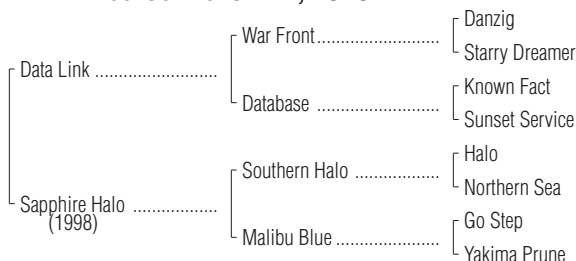 Data Link
Sapphire Halo
(1998)
War Front
Database
Southern Halo
Malibu Blue
Danzig
Starry Dreamer
Known Fact
Sunset Service
Halo
Northern Sea
Go Step
Yakima Prune